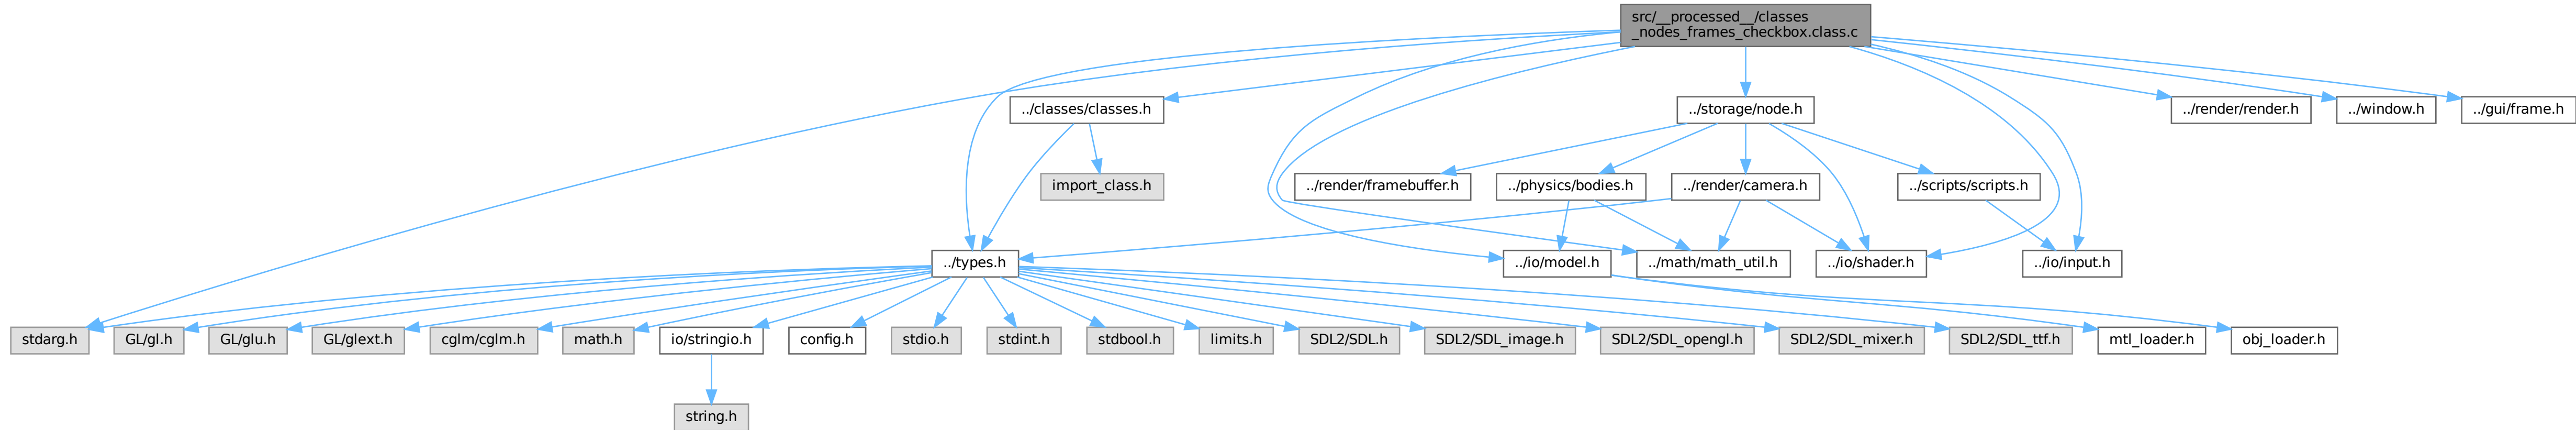 src/__processed__/classes
_nodes_frames_checkbox.class.c
../classes/classes.h
../storage/node.h
../render/render.h
../window.h
../gui/frame.h
import_class.h
../render/framebuffer.h
../physics/bodies.h
../render/camera.h
../scripts/scripts.h
../types.h
../io/model.h
../math/math_util.h
../io/shader.h
../io/input.h
stdarg.h
GL/gl.h
GL/glu.h
GL/glext.h
cglm/cglm.h
math.h
io/stringio.h
config.h
stdio.h
stdint.h
stdbool.h
limits.h
SDL2/SDL.h
SDL2/SDL_image.h
SDL2/SDL_opengl.h
SDL2/SDL_mixer.h
SDL2/SDL_ttf.h
mtl_loader.h
obj_loader.h
string.h